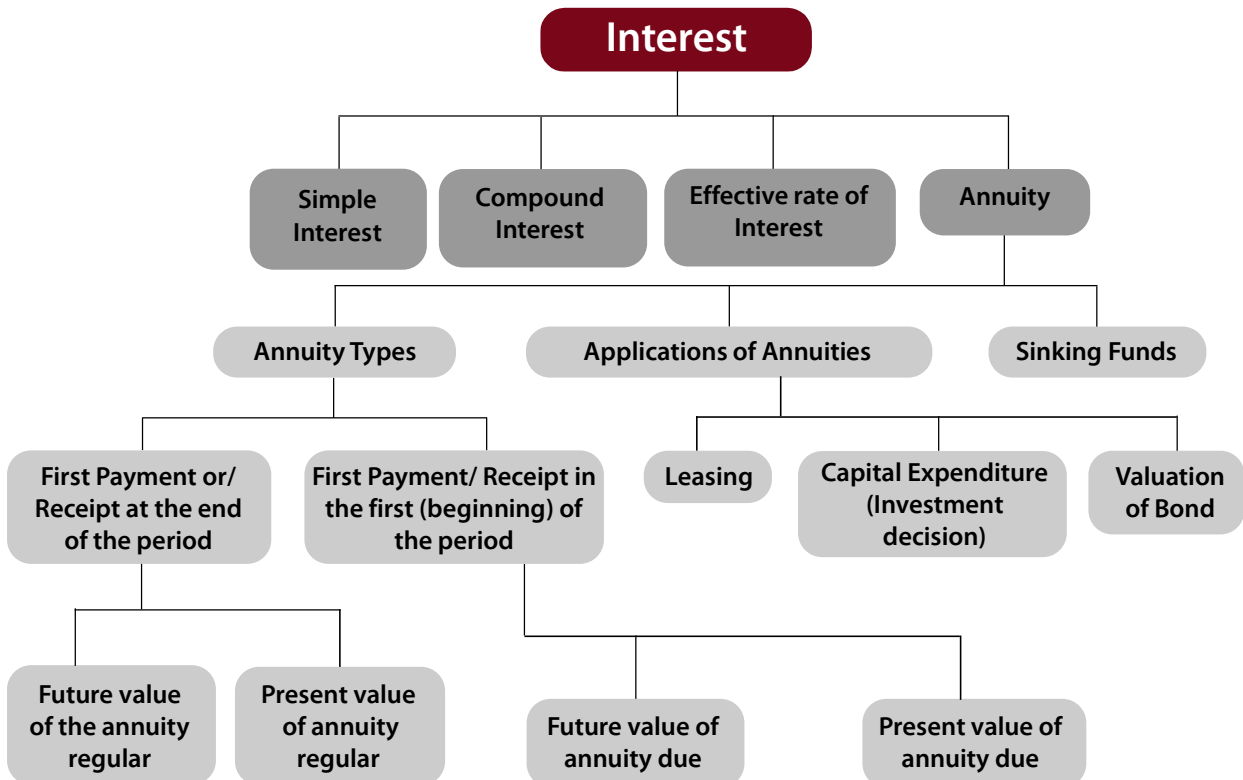 Interest
Simple
Interest
Compound
Interest
Effective rate of
Interest
Annuity
Annuity Types
Applications of Annuities
Sinking Funds
First Payment or/
Receipt at the end
of the period
First Payment/ Receipt in
the first (beginning) of
the period
Leasing
Capital Expenditure
(Investment
decision)
Valuation
of Bond
Future value
of the annuity
regular
Present value
of annuity
regular
Future value of
annuity due
Present value of
annuity due